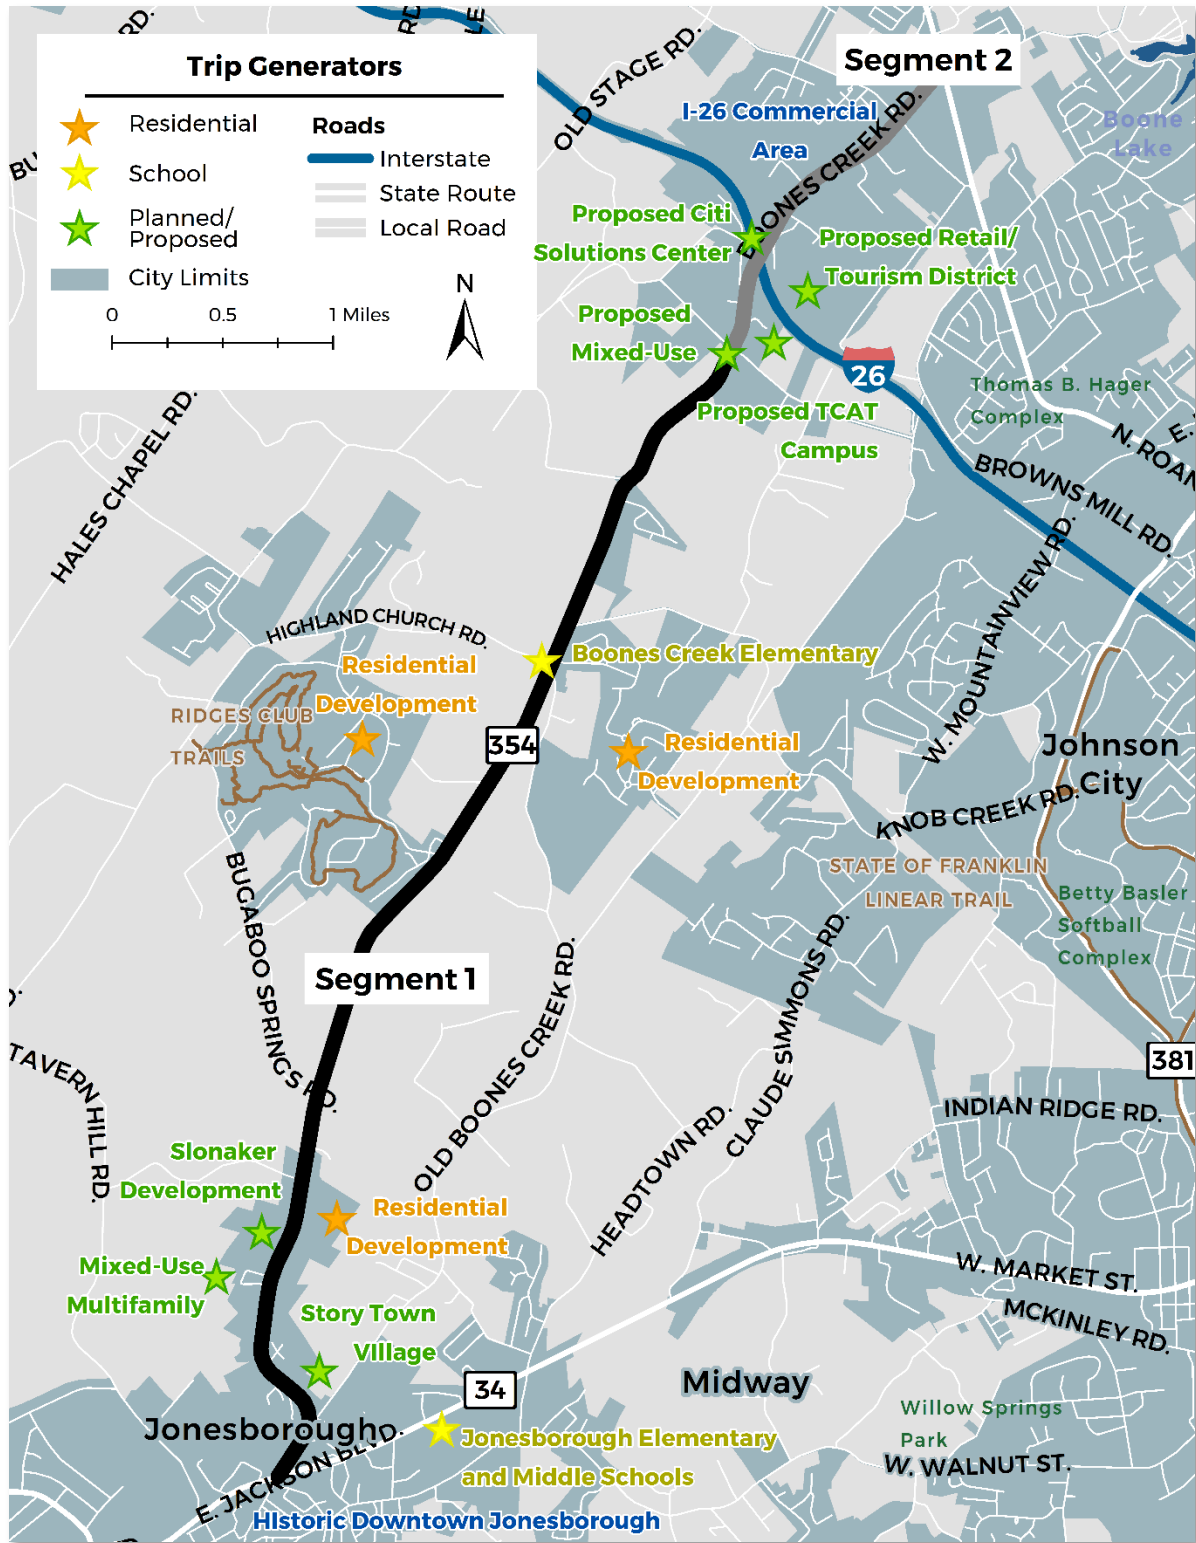 RD.
RD.
LE
Trip Generators
Residential
School
Planned/
Proposed
City Limits
Roads
Interstate
State Route
Local Road
0 0.5 1 Miles
N
BU
OLD STAGE RD.
Segment 2
I-26 Commercial
Area
BOONES CREEK RD.
Boone
Lake
Proposed Citi
Solutions Center
Proposed Retail/
Tourism District
Proposed
Mixed-Use
26
Proposed TCAT
Campus
Thomas B. Hager
Complex
E.
N. ROAN
BROWNS MILL RD.
HALES CHAPEL RD.
W. MOUNTAINVIEW RD.
HIGHLAND CHURCH RD.
Boones Creek Elementary
Residential
Development
RIDGES CLUB
TRAILS
354
Residential
Development
Johnson
City
KNOB CREEK RD.
STATE OF FRANKLIN
LINEAR TRAIL
Betty Basler
Softball
Complex
BUGABOO SPRINGS RD.
Segment 1
OLD BOONES CREEK RD.
CLAUDE SIMMONS RD.
D.
TAVERN HILL RD.
381
INDIAN RIDGE RD.
HEADTOWN RD.
Slonaker
Development
Residential
Development
Mixed-Use
Multifamily
Story Town
VIllage
W. MARKET ST.
MCKINLEY RD.
34
Midway
Jonesborough
E. JACKSON BLVD.
Jonesborough Elementary
and Middle Schools
Willow Springs
Park
W. WALNUT ST.
HIstoric Downtown Jonesborough